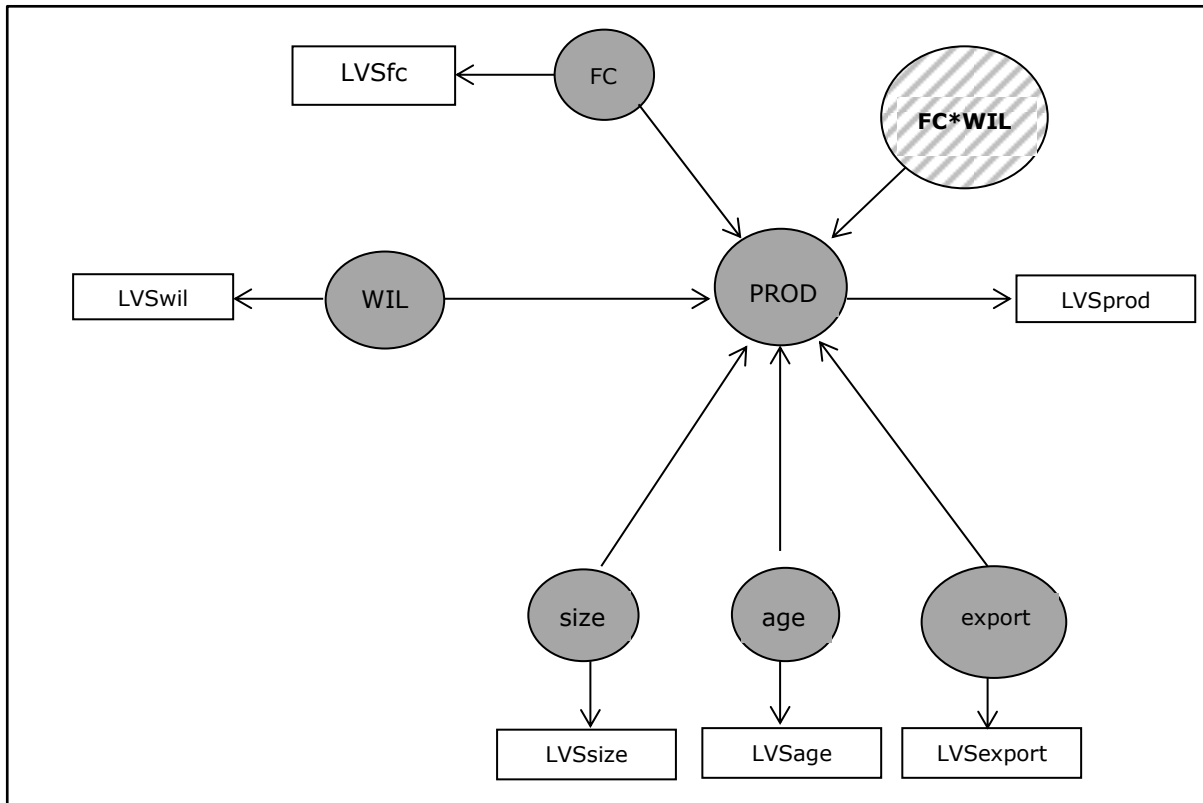 LVSfc
FC
FC*WIL
LVSwil
WIL
PROD
LVSprod
size
age
export
LVSsize
LVSage
LVSexport